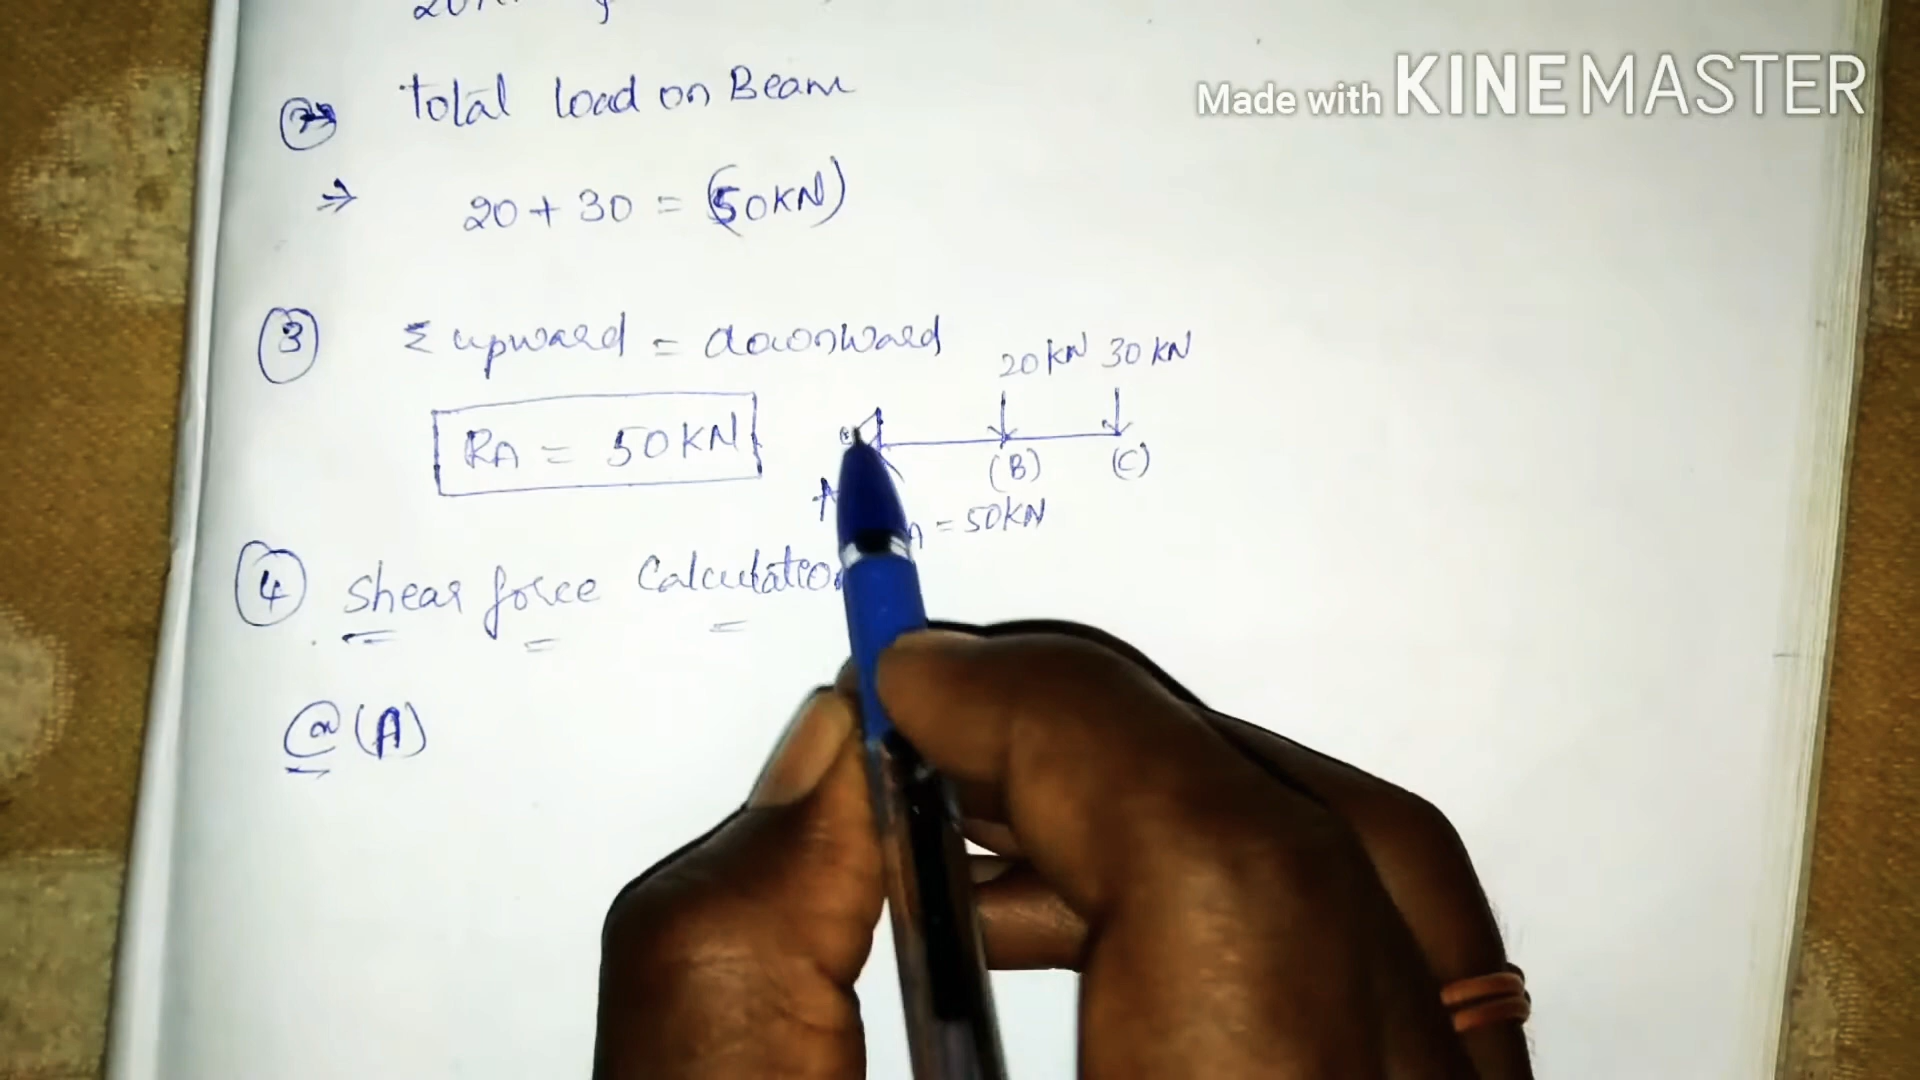 Made with KINEMASTER
total load on Beam
⇒ 20 + 30 = (50KN)
③ Σ upward = downward
20 KN 30 KN
RA = 50KN
(B) (C)
A = 50KN
④ Shear force Calculation
@ (A)